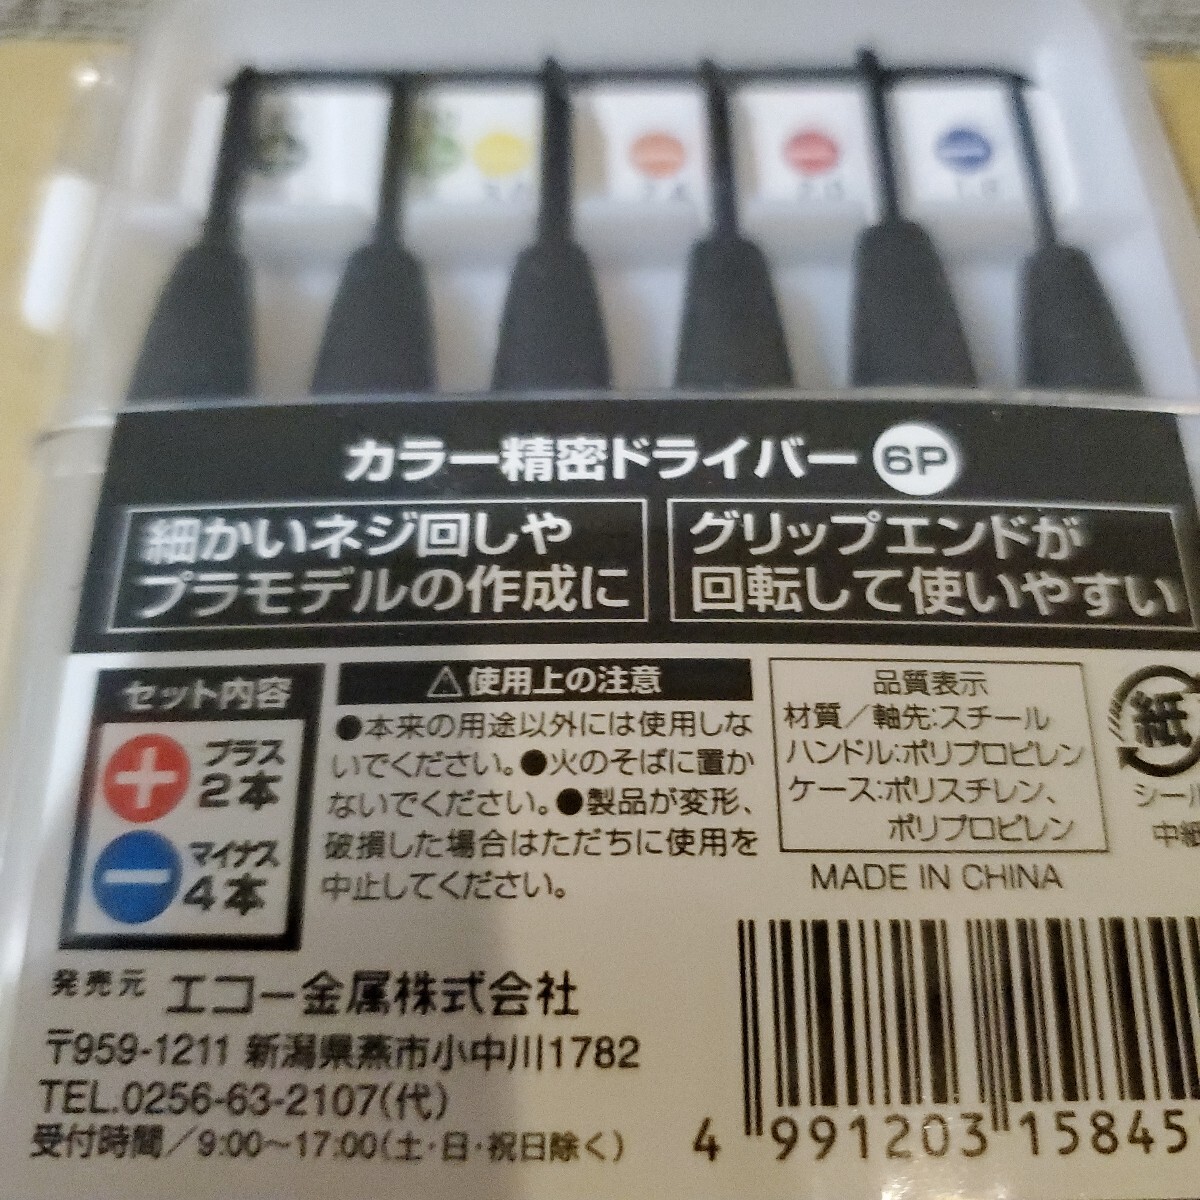 2.0
1.0
カラー精密ドライバー 6P
細かいネジ回しや
プラモデルの作成に
グリップエンドが
回転して使いやすい
セット内容
プラス
2本
マイナス
4本
⚠使用上の注意
●本来の用途以外には使用しな
いでください。●火のそばに置か
ないでください。●製品が変形、
破損した場合はただちに使用を
中止してください。
品質表示
材質/軸先:スチール
ハンドル:ポリプロピレン
ケース:ポリスチレン、
ポリプロピレン
MADE IN CHINA
紙
シール
発売元 エコー金属株式会社
〒959-1211 新潟県燕市小中川1782
TEL.0256-63-2107(代)
受付時間/9:00~17:00(土・日・祝日除く)
4 991203 15845